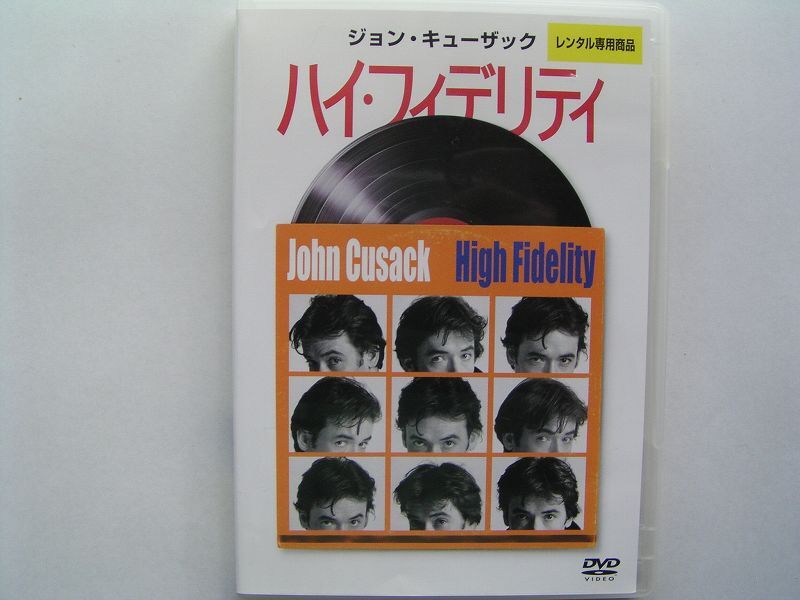 ジョン・キューザック
レンタル専用商品
ハイ・フィデリティ
John Cusack High Fidelity
DVD
VIDEO